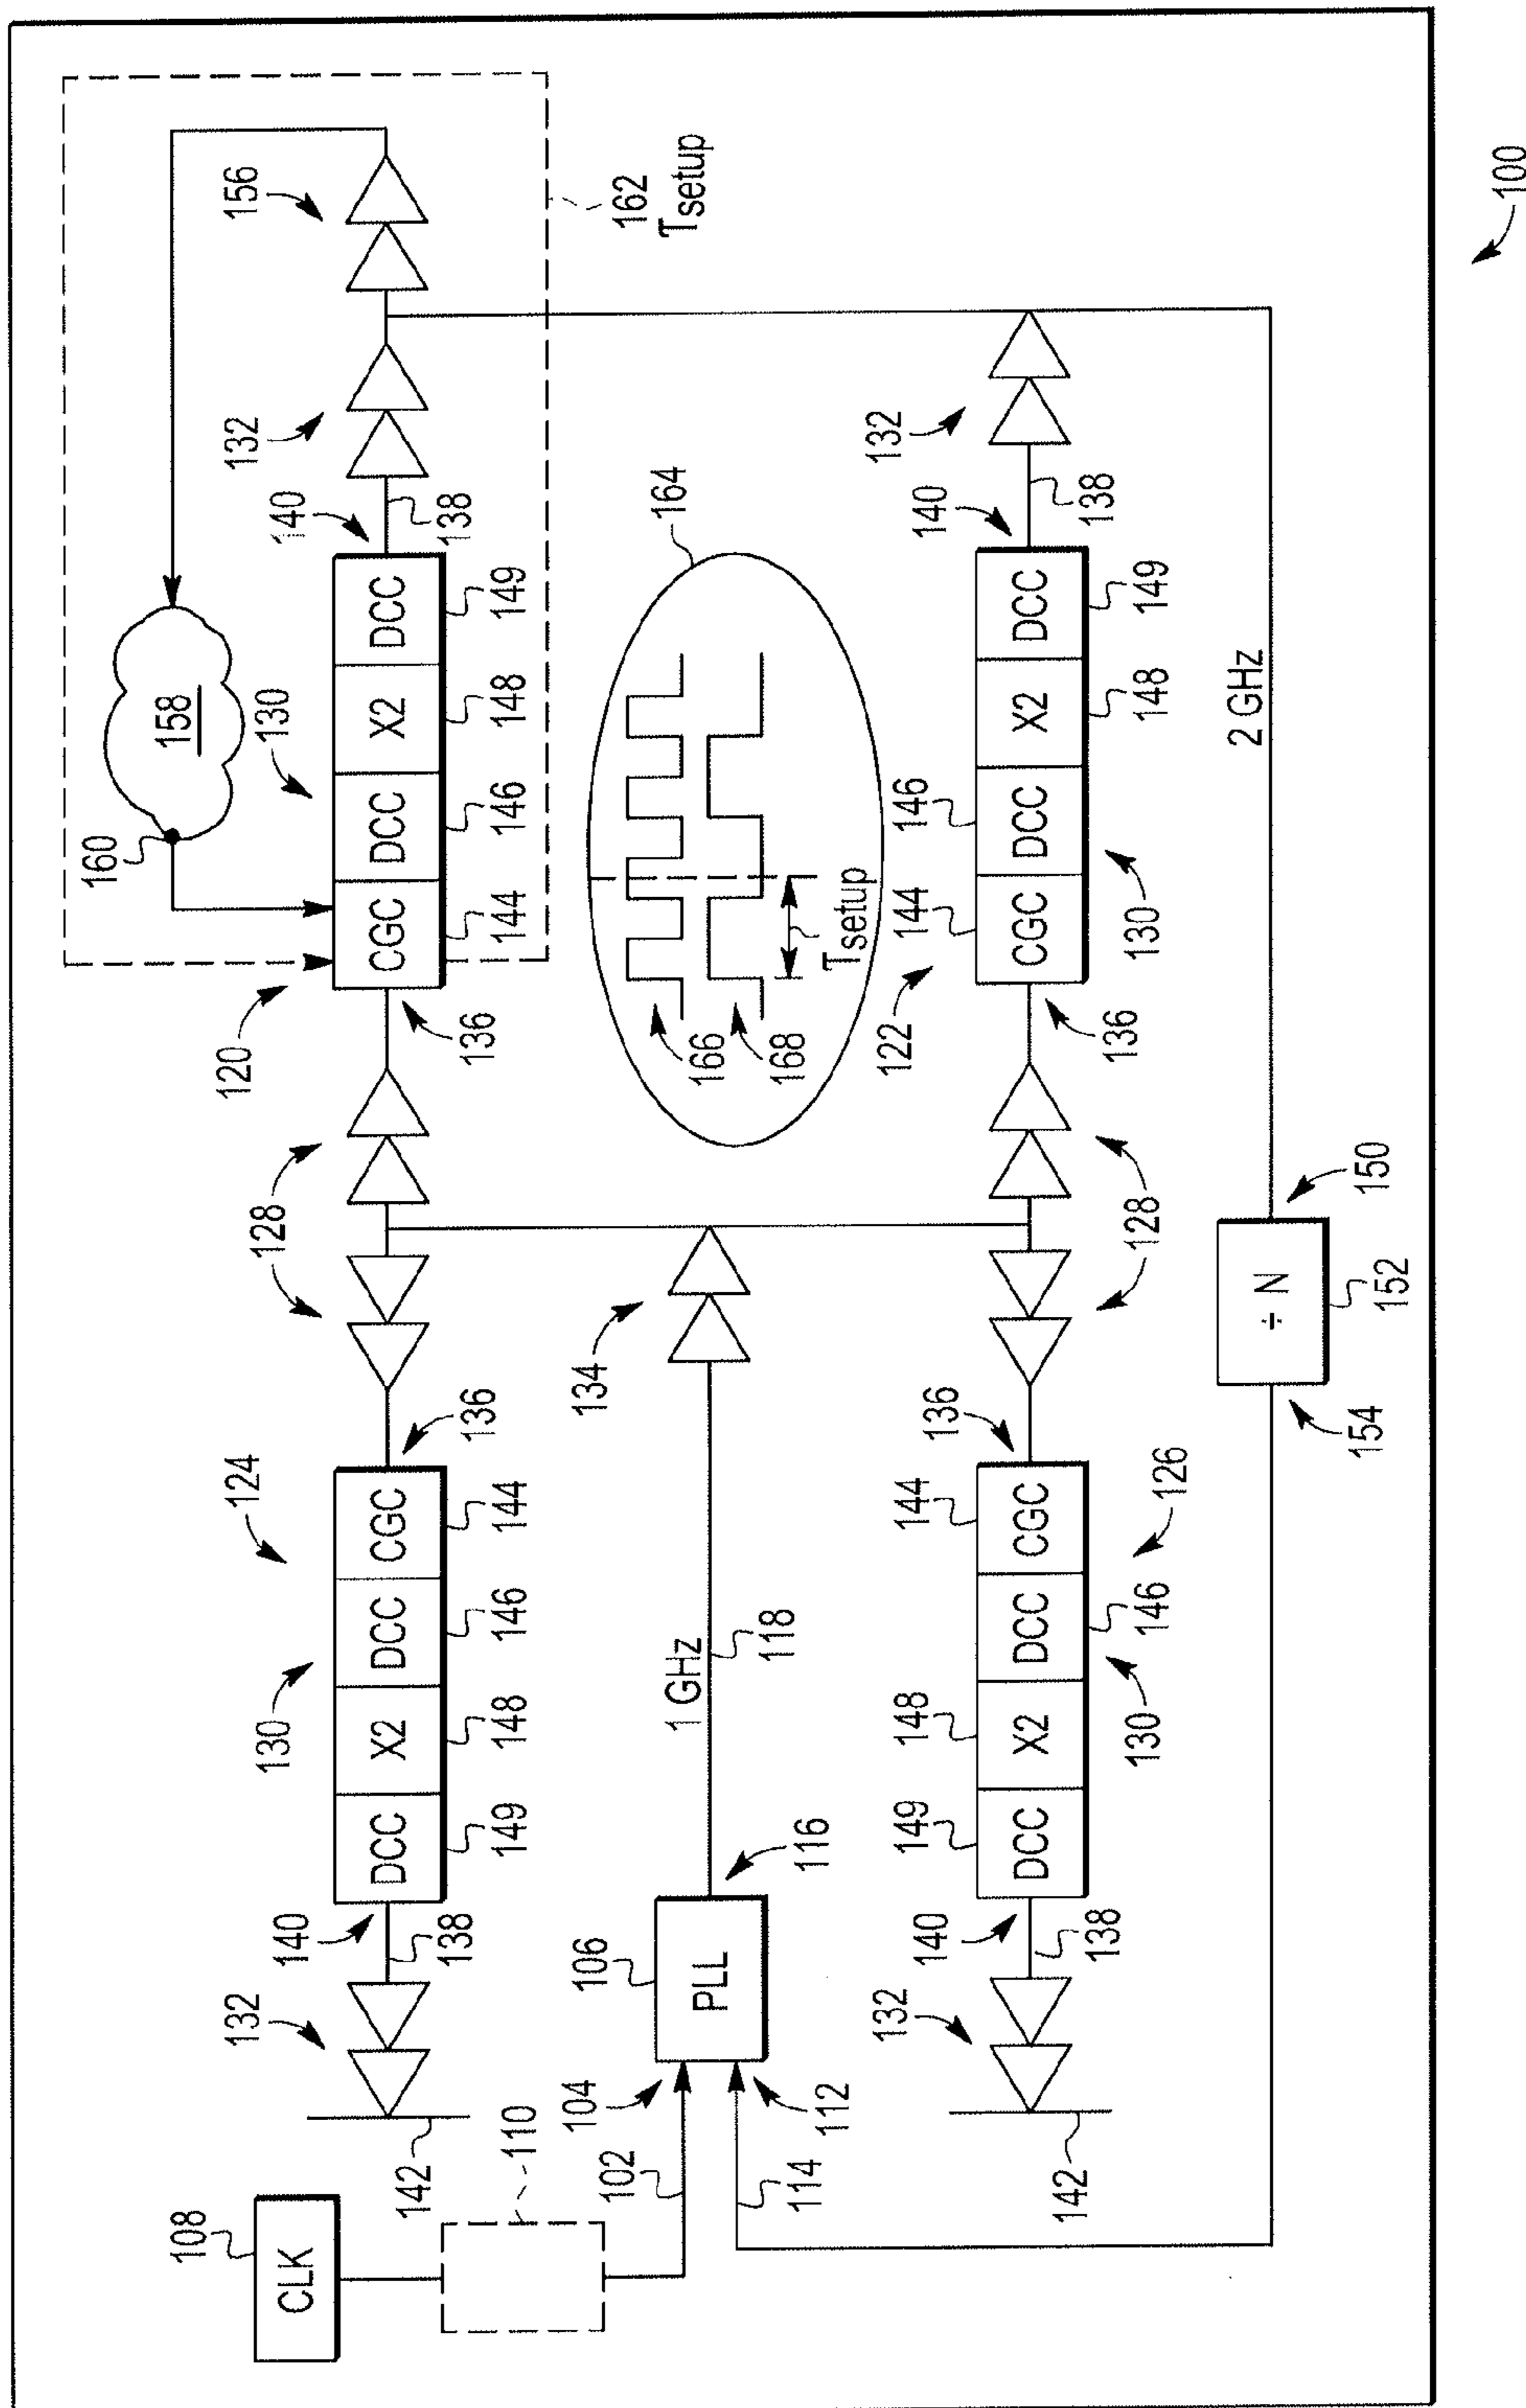 160
158
108
132
130
124
128
120
130
132
156
CLK
140
140
DCC
X2
DCC
CGC
CGC
DCC
X2
DCC
142
138
149
148
146
144
136
136
144
146
148
149
138
110
106
134
162
Tsetup
164
102
104
PLL
116
1 GHz
118
166
168
Tsetup
114
112
132
140
149
148
144
136
122
144
146
140
132
DCC
X2
DCC
CGC
CGC
DCC
X2
DCC
142
138
130
146
126
128
136
130
148
149
138
154
÷ N
152
150
2 GHz
100